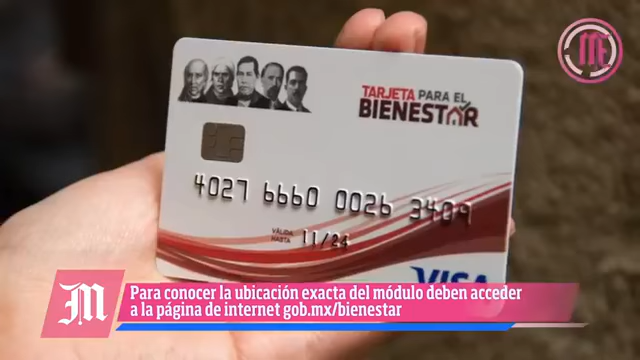 TARJETA PARA EL
BIENESTAR
4027 6660 0026 3409
VÁLIDA
HASTA
11/24
VISA
Para conocer la ubicación exacta del módulo deben acceder
a la página de internet gob.mx/bienestar